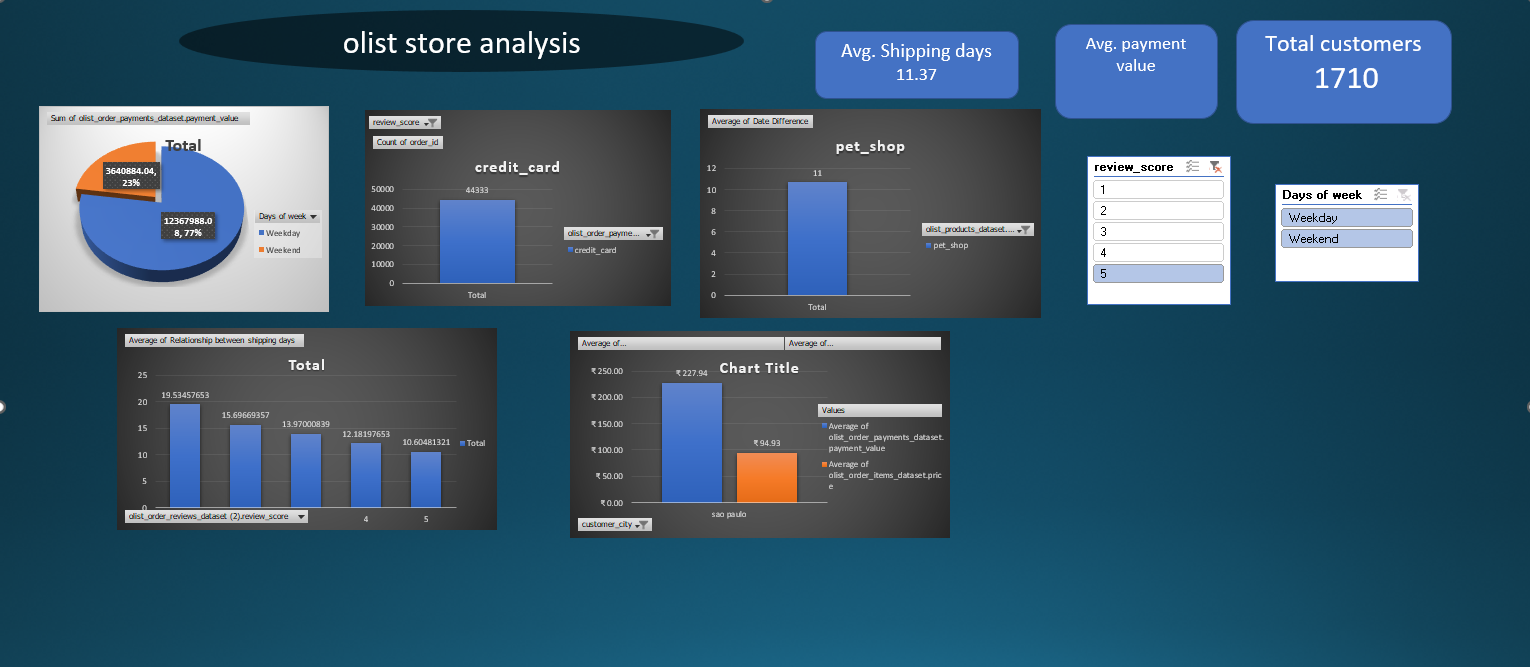 olist store analysis
Avg. Shipping days
11.37
Avg. payment
value
Total customers
1710
Sum of olist_order_payments_dataset.payment_value
Total
3640884.04,
23%
12367988.0
8, 77%
Days of week
Weekday
Weekend
review_score
Count of order_id
credit_card
50000
40000
30000
20000
10000
0
44333
Total
olist_order_payme...
credit_card
Average of Date Difference
pet_shop
12
10
8
6
4
2
0
11
Total
olist_products_dataset....
pet_shop
review_score
1
2
3
4
5
Days of week
Weekday
Weekend
Average of Relationship between shipping days
Total
25
20
15
10
5
0
19.53457653
15.69669357
13.97000839
12.18197653
10.60481321
Total
olist_order_reviews_dataset (2).review_score
4
5
Average of...
Average of...
Chart Title
₹ 250.00
₹ 200.00
₹ 150.00
₹ 100.00
₹ 50.00
₹ 0.00
₹ 227.94
₹ 94.93
sao paulo
Values
Average of
olist_order_payments_dataset.
payment_value
Average of
olist_order_items_dataset.pric
e
customer_city